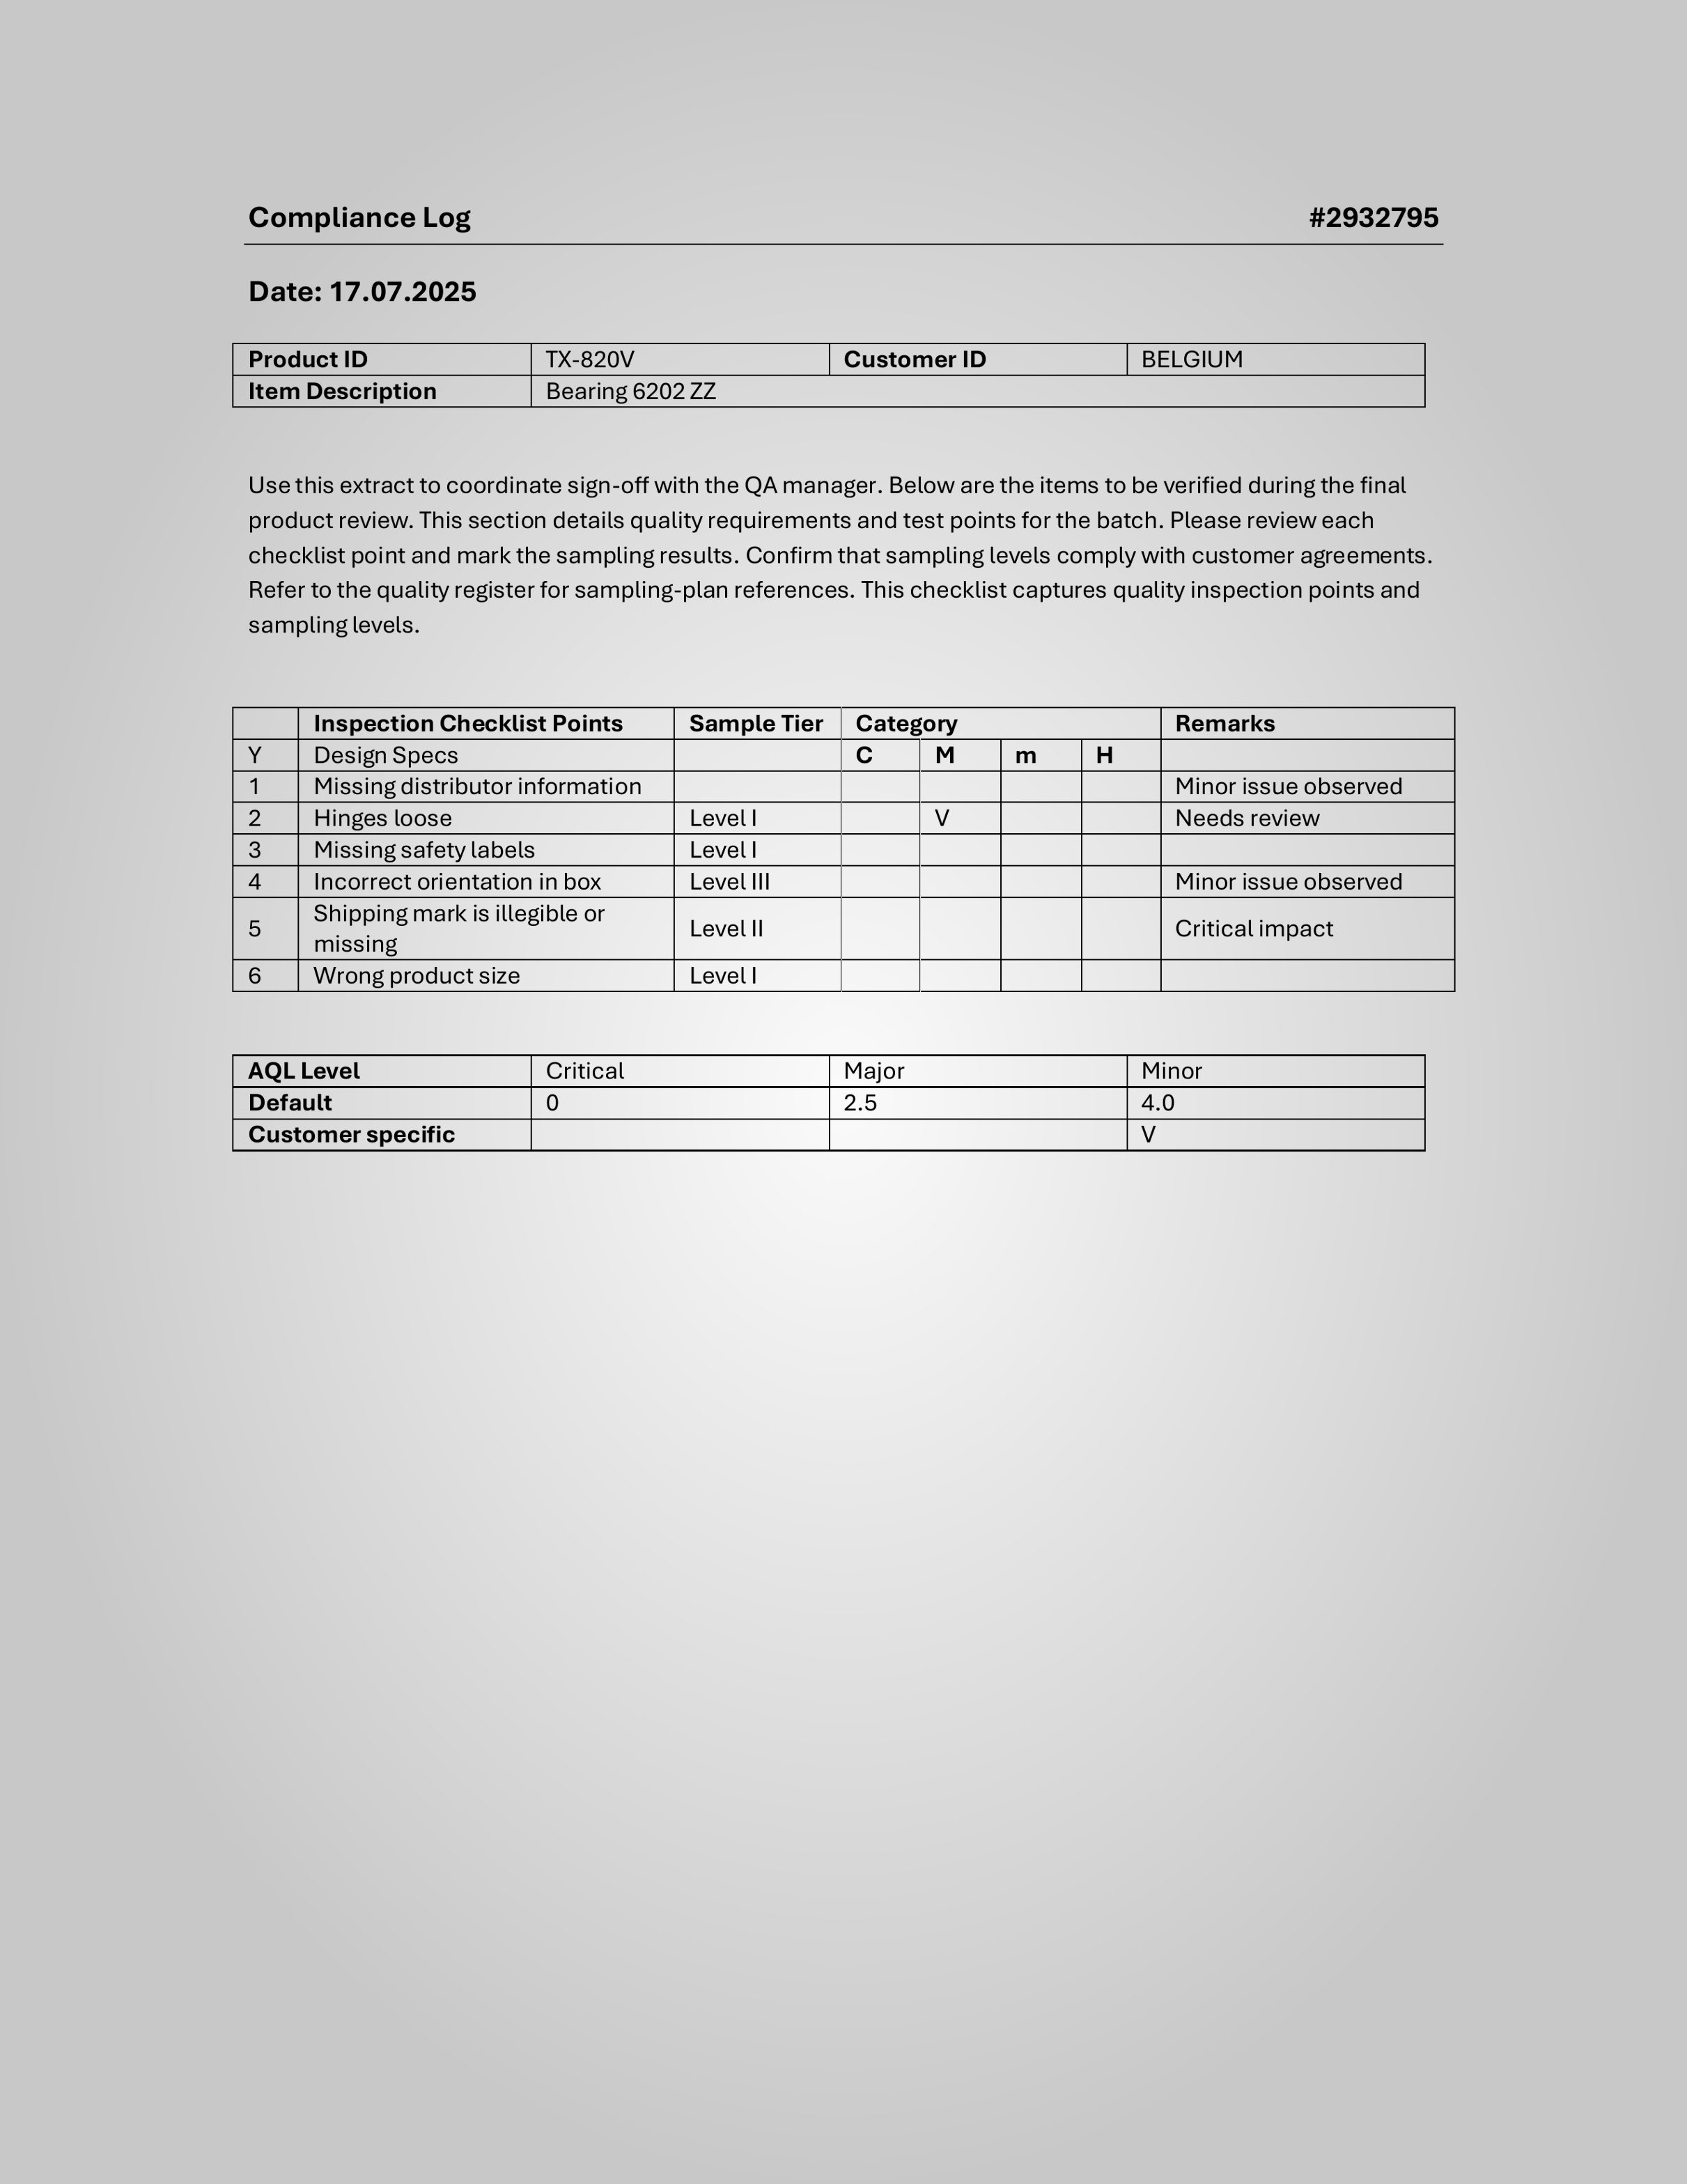 Compliance Log #2932795
Date: 17.07.2025
Product ID TX-820V Customer ID BELGIUM
Item Description Bearing 6202 ZZ
Use this extract to coordinate sign-off with the QA manager. Below are the items to be verified during the final
product review. This section details quality requirements and test points for the batch. Please review each
checklist point and mark the sampling results. Confirm that sampling levels comply with customer agreements.
Refer to the quality register for sampling-plan references. This checklist captures quality inspection points and
sampling levels.
Inspection Checklist Points Sample Tier Category Remarks
Y Design Specs C M m H
1 Missing distributor information Minor issue observed
2 Hinges loose Level I V Needs review
3 Missing safety labels Level I
4 Incorrect orientation in box Level III Minor issue observed
5 Shipping mark is illegible or
missing Level II Critical impact
6 Wrong product size Level I
AQL Level Critical Major Minor
Default 0 2.5 4.0
Customer specific V